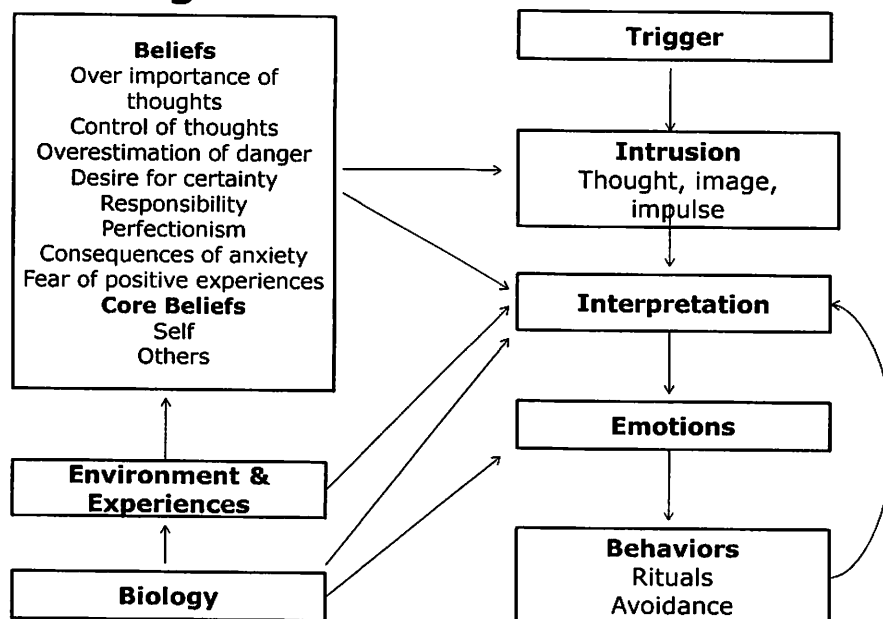 Beliefs
Over importance of
thoughts
Control of thoughts
Overestimation of danger
Desire for certainty
Responsibility
Perfectionism
Consequences of anxiety
Fear of positive experiences
Core Beliefs
Self
Others
Environment &
Experiences
Biology
Trigger
Intrusion
Thought, image,
impulse
Interpretation
Emotions
Behaviors
Rituals
Avoidance